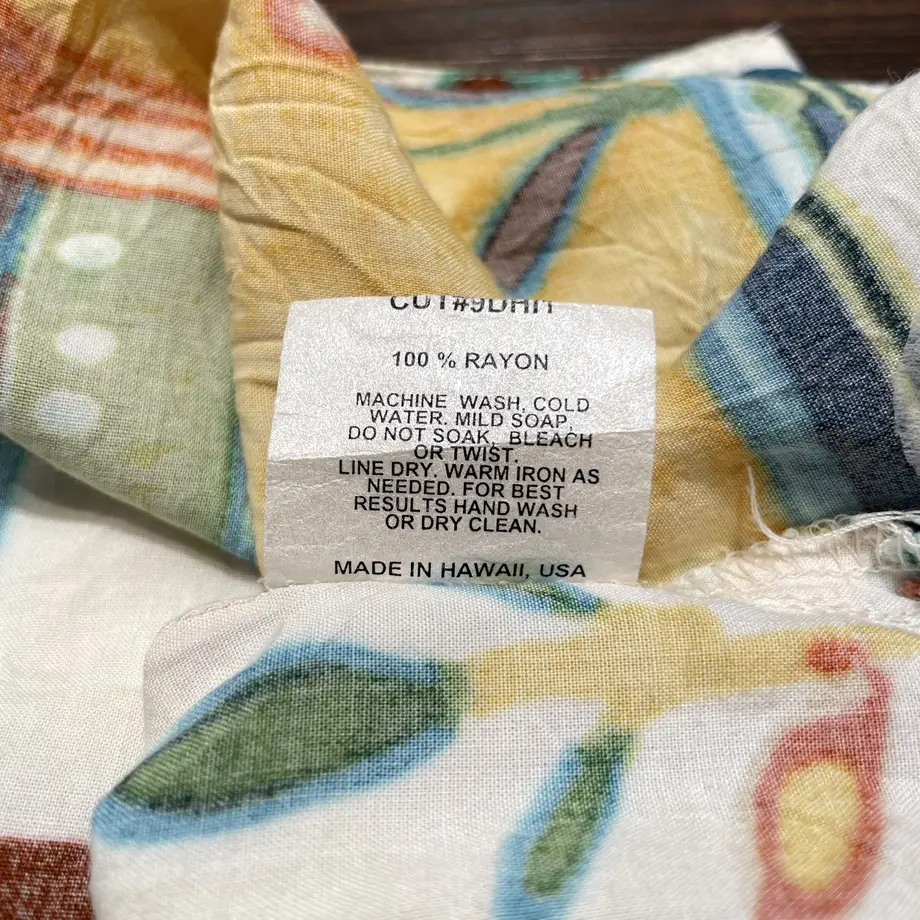 100 % RAYON
MACHINE WASH, COLD
WATER. MILD SOAP.
DO NOT SOAK, BLEACH
OR TWIST.
LINE DRY. WARM IRON AS
NEEDED. FOR BEST
RESULTS HAND WASH
OR DRY CLEAN.
MADE IN HAWAII, USA